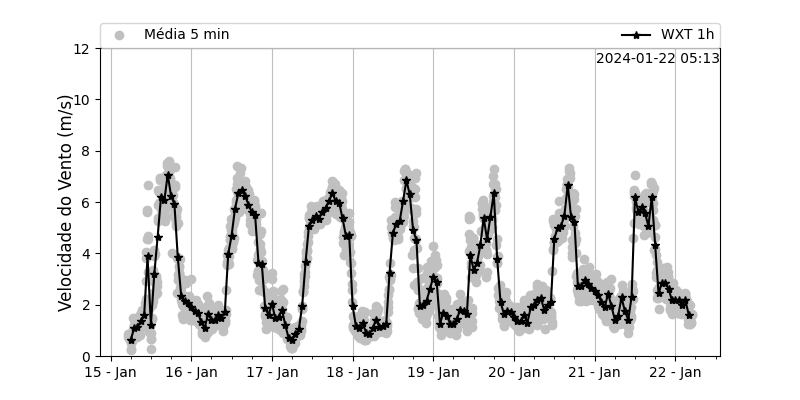 Média 5 min
WXT 1h
2024-01-22 05:13
Velocidade do Vento (m/s)
12
10
8
6
4
2
0
15 - Jan
16 - Jan
17 - Jan
18 - Jan
19 - Jan
20 - Jan
21 - Jan
22 - Jan